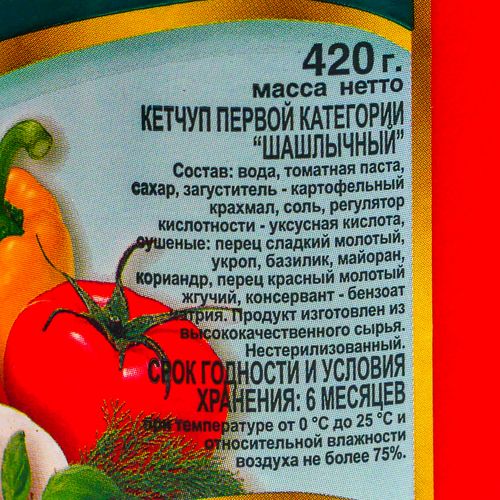 420 г.
масса нетто
КЕТЧУП ПЕРВОЙ КАТЕГОРИИ
"ШАШЛЫЧНЫЙ"
Состав: вода, томатная паста,
сахар, загуститель - картофельный
крахмал, соль, регулятор
кислотности - уксусная кислота,
сушеные: перец сладкий молотый,
укроп, базилик, майоран,
кориандр, перец красный молотый
жгучий, консервант - бензоат
натрия. Продукт изготовлен из
высококачественного сырья.
Нестерилизованный.
СРОК ГОДНОСТИ И УСЛОВИЯ
ХРАНЕНИЯ: 6 МЕСЯЦЕВ
при температуре от 0 °С до 25 °С и
относительной влажности
воздуха не более 75%.